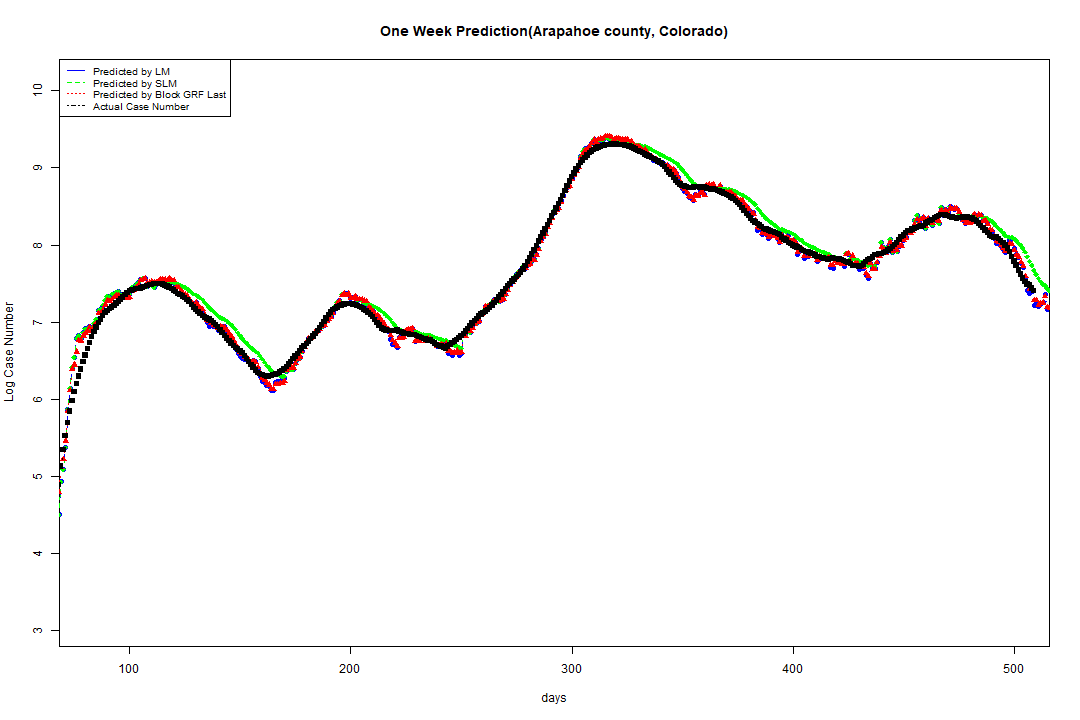 One Week Prediction(Arapahoe county, Colorado)
Predicted by LM
Predicted by SLM
Predicted by Block GRF Last
Actual Case Number
10
9
8
7
6
5
4
3
Log Case Number
100 200 300 400 500
days